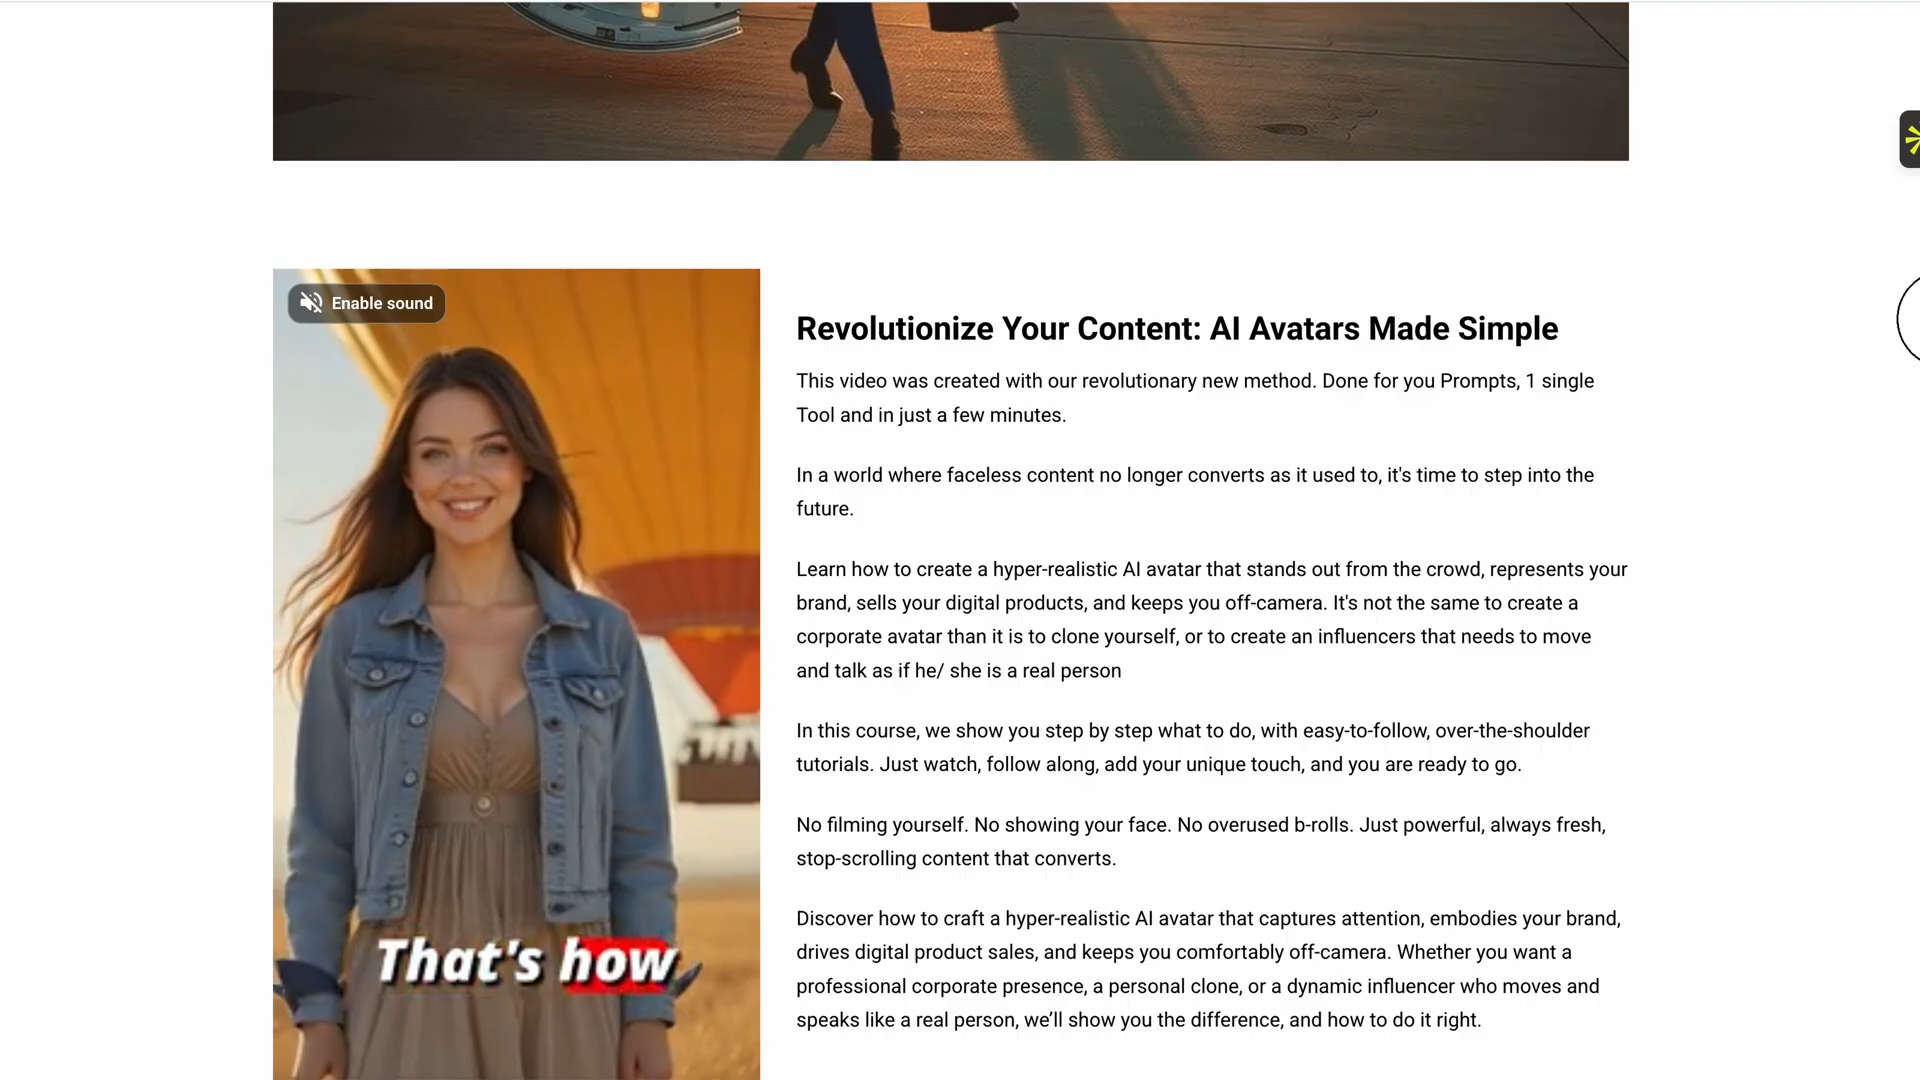 Enable sound
That's how
Revolutionize Your Content: AI Avatars Made Simple
This video was created with our revolutionary new method. Done for you Prompts, 1 single
Tool and in just a few minutes.
In a world where faceless content no longer converts as it used to, it's time to step into the
future.
Learn how to create a hyper-realistic AI avatar that stands out from the crowd, represents your
brand, sells your digital products, and keeps you off-camera. It's not the same to create a
corporate avatar than it is to clone yourself, or to create an influencers that needs to move
and talk as if he/ she is a real person
In this course, we show you step by step what to do, with easy-to-follow, over-the-shoulder
tutorials. Just watch, follow along, add your unique touch, and you are ready to go.
No filming yourself. No showing your face. No overused b-rolls. Just powerful, always fresh,
stop-scrolling content that converts.
Discover how to craft a hyper-realistic AI avatar that captures attention, embodies your brand,
drives digital product sales, and keeps you comfortably off-camera. Whether you want a
professional corporate presence, a personal clone, or a dynamic influencer who moves and
speaks like a real person, we’ll show you the difference, and how to do it right.